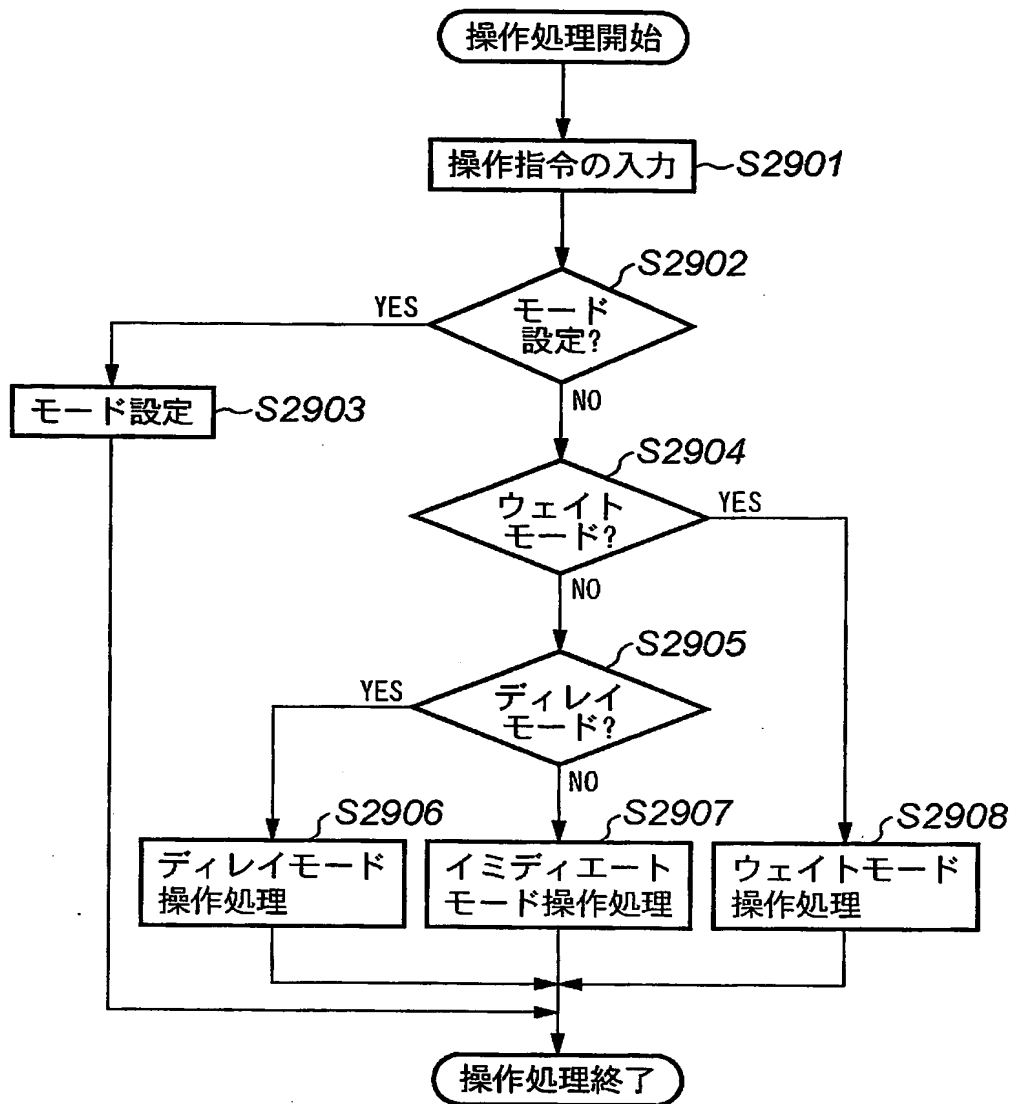 操作処理開始
操作指令の入力
S2901
S2902
YES
モード
設定?
NO
モード設定
S2903
S2904
ウェイト
モード?
YES
NO
S2905
YES
ディレイ
モード?
NO
S2906
S2907
S2908
ディレイモード
操作処理
イミディエート
モード操作処理
ウェイトモード
操作処理
操作処理終了